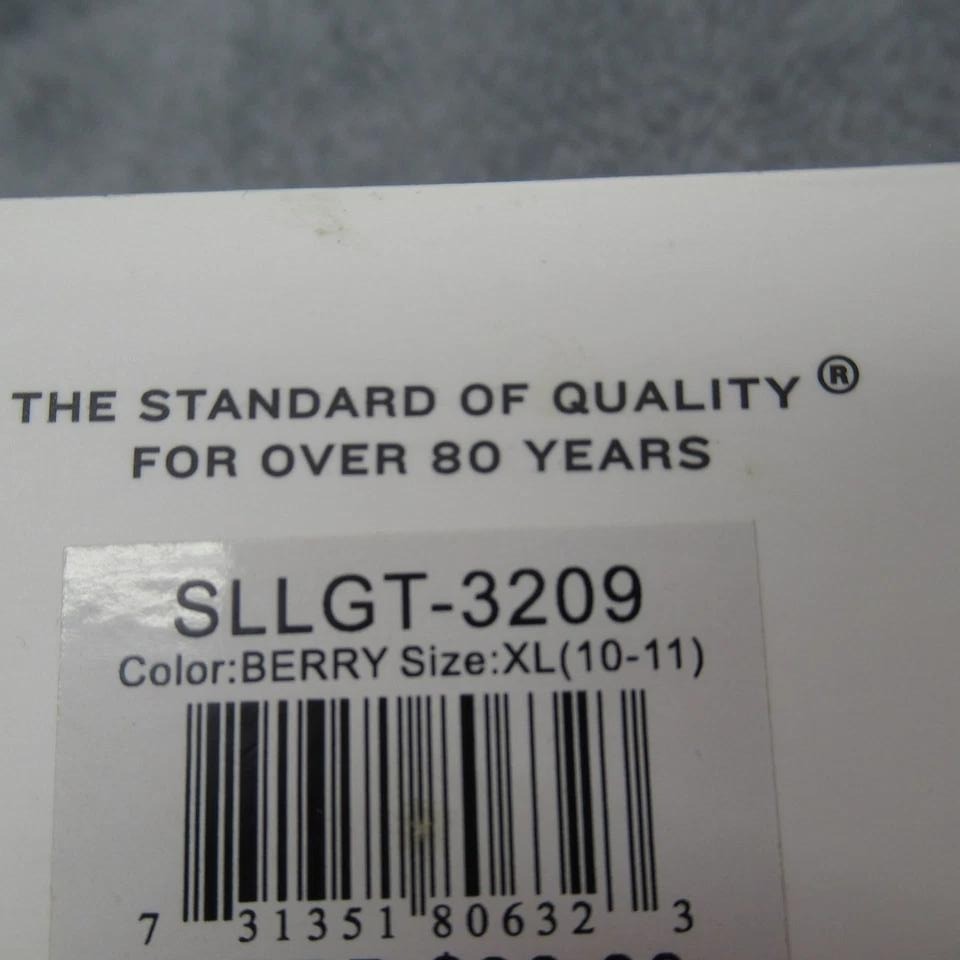 THE STANDARD OF QUALITY ®
FOR OVER 80 YEARS
SLLGT-3209
Color:BERRY Size:XL(10-11)
7 31351 80632 3